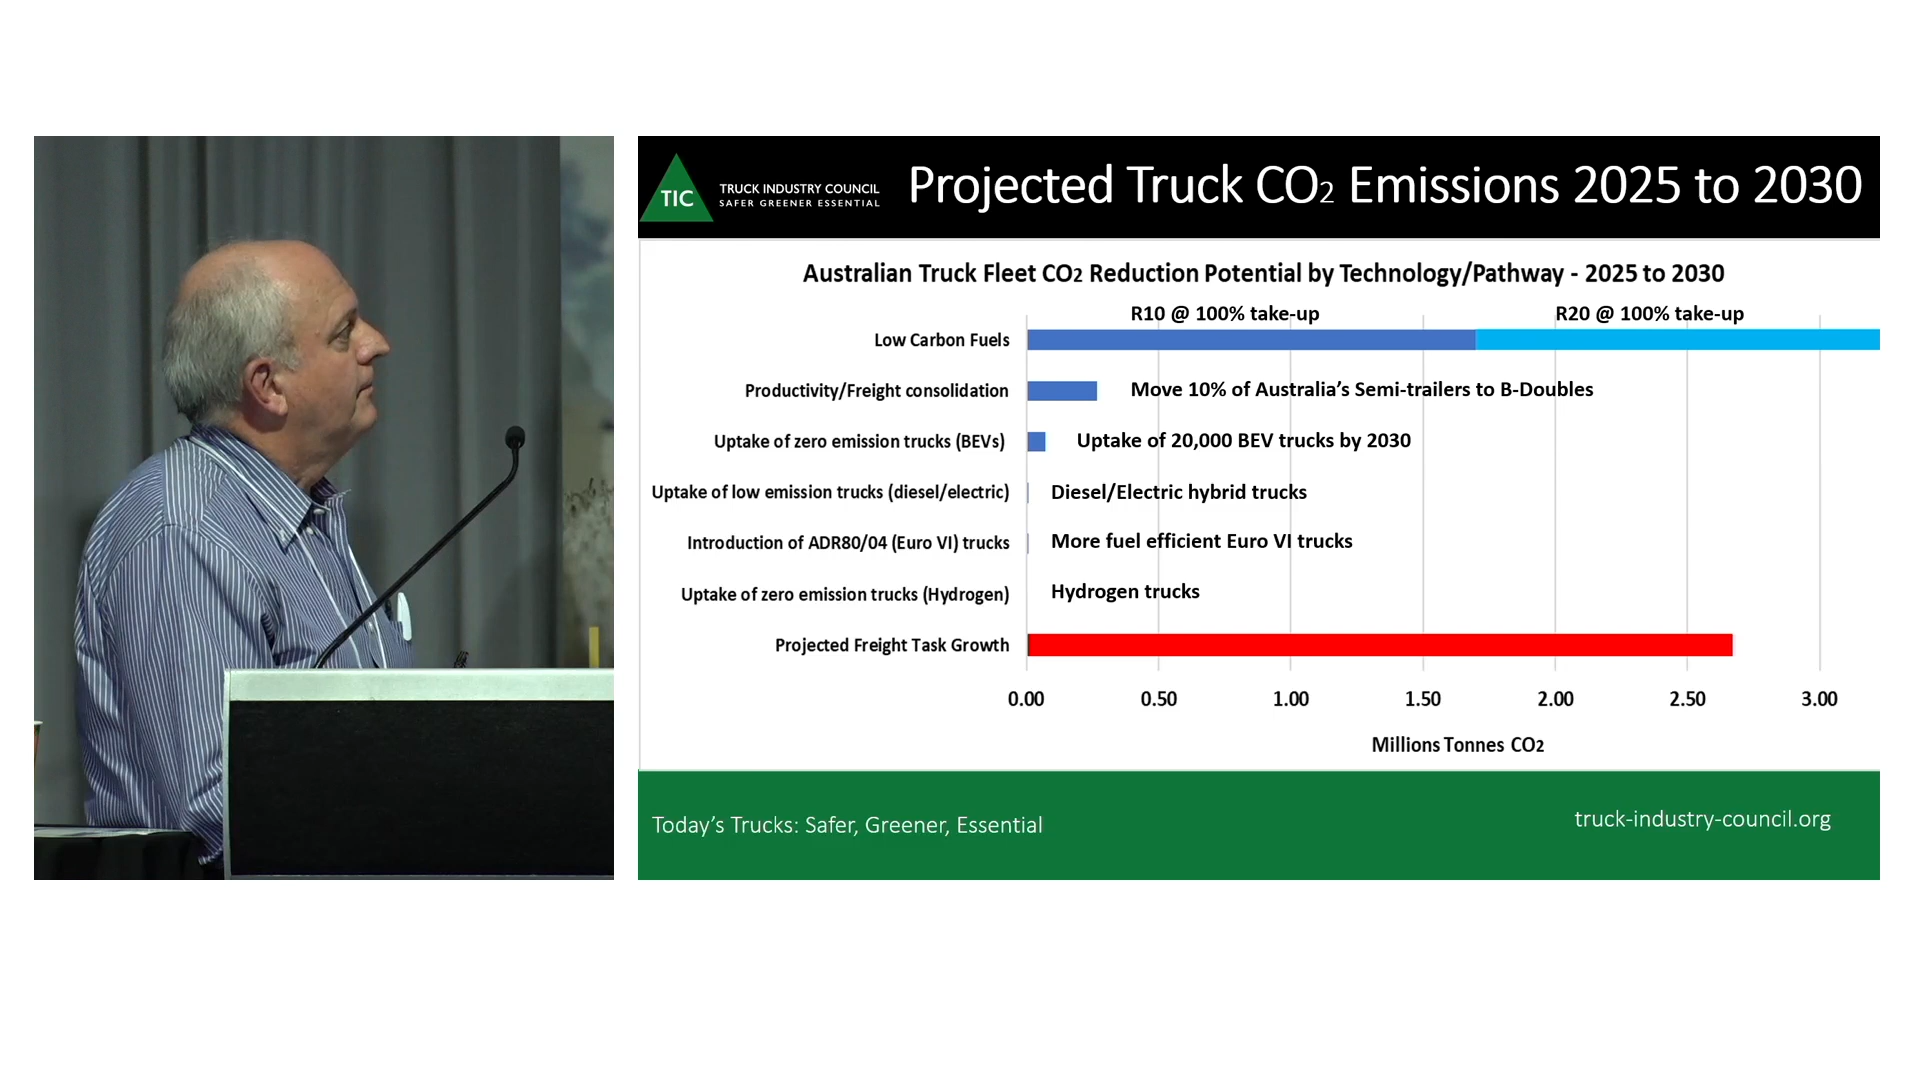 TIC
TRUCK INDUSTRY COUNCIL
SAFER GREENER ESSENTIAL
Projected Truck CO2 Emissions 2025 to 2030
Australian Truck Fleet CO2 Reduction Potential by Technology/Pathway - 2025 to 2030
R10 @ 100% take-up
R20 @ 100% take-up
Low Carbon Fuels
Productivity/Freight consolidation
Move 10% of Australia’s Semi-trailers to B-Doubles
Uptake of zero emission trucks (BEVs)
Uptake of 20,000 BEV trucks by 2030
Uptake of low emission trucks (diesel/electric)
Diesel/Electric hybrid trucks
Introduction of ADR80/04 (Euro VI) trucks
More fuel efficient Euro VI trucks
Uptake of zero emission trucks (Hydrogen)
Hydrogen trucks
Projected Freight Task Growth
0.00 0.50 1.00 1.50 2.00 2.50 3.00
Millions Tonnes CO2
Today’s Trucks: Safer, Greener, Essential
truck-industry-council.org